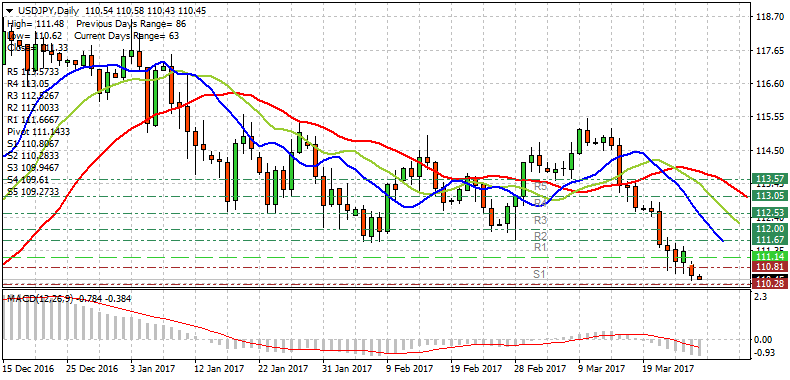 USDJPY,Daily 110.54 110.58 110.43 110.45
High= 111.48 Previous Days Range= 86
Low= 110.62 Current Days Range= 63
Close= 111.33
R5 113.5733
R4 113.05
R3 112.5267
R2 112.0033
R1 111.6667
Pivot 111.1433
S1 110.8067
S2 110.2833
S3 109.9467
S4 109.61
S5 109.2733
R5
R3
R2
R1
S1
118.70
117.65
116.60
115.55
114.50
113.57
113.45
113.05
112.53
112.00
111.67
111.35
111.14
110.81
110.28
MACD(12,26,9) -0.784 -0.384
2.3
0.00
-0.93
15 Dec 2016
25 Dec 2016
3 Jan 2017
12 Jan 2017
22 Jan 2017
31 Jan 2017
9 Feb 2017
19 Feb 2017
28 Feb 2017
9 Mar 2017
19 Mar 2017